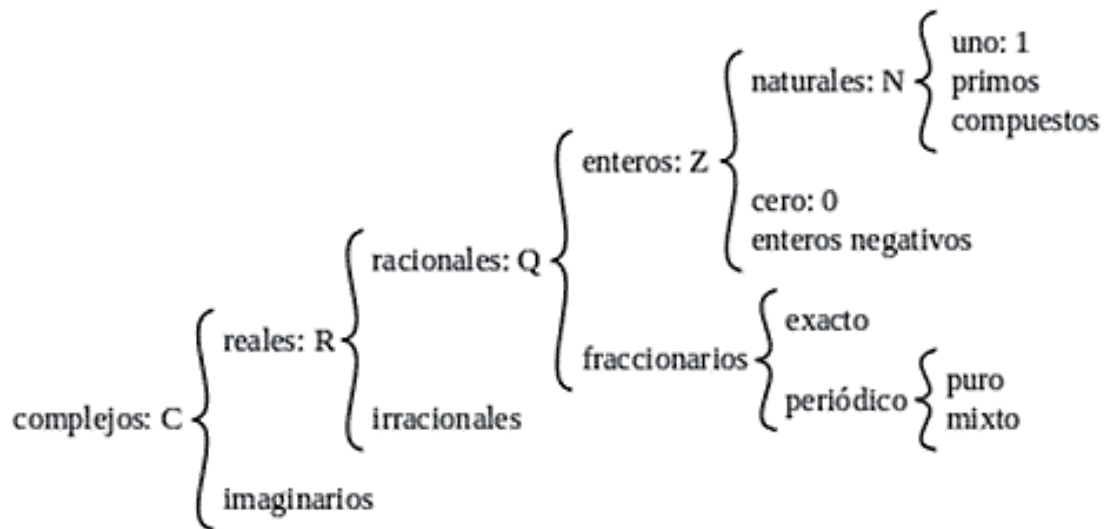 uno: 1
naturales: N
primos
compuestos
enteros: Z
cero: 0
enteros negativos
racionales: Q
exacto
reales: R
fraccionarios
puro
periódico
mixto
complejos: C
irracionales
imaginarios